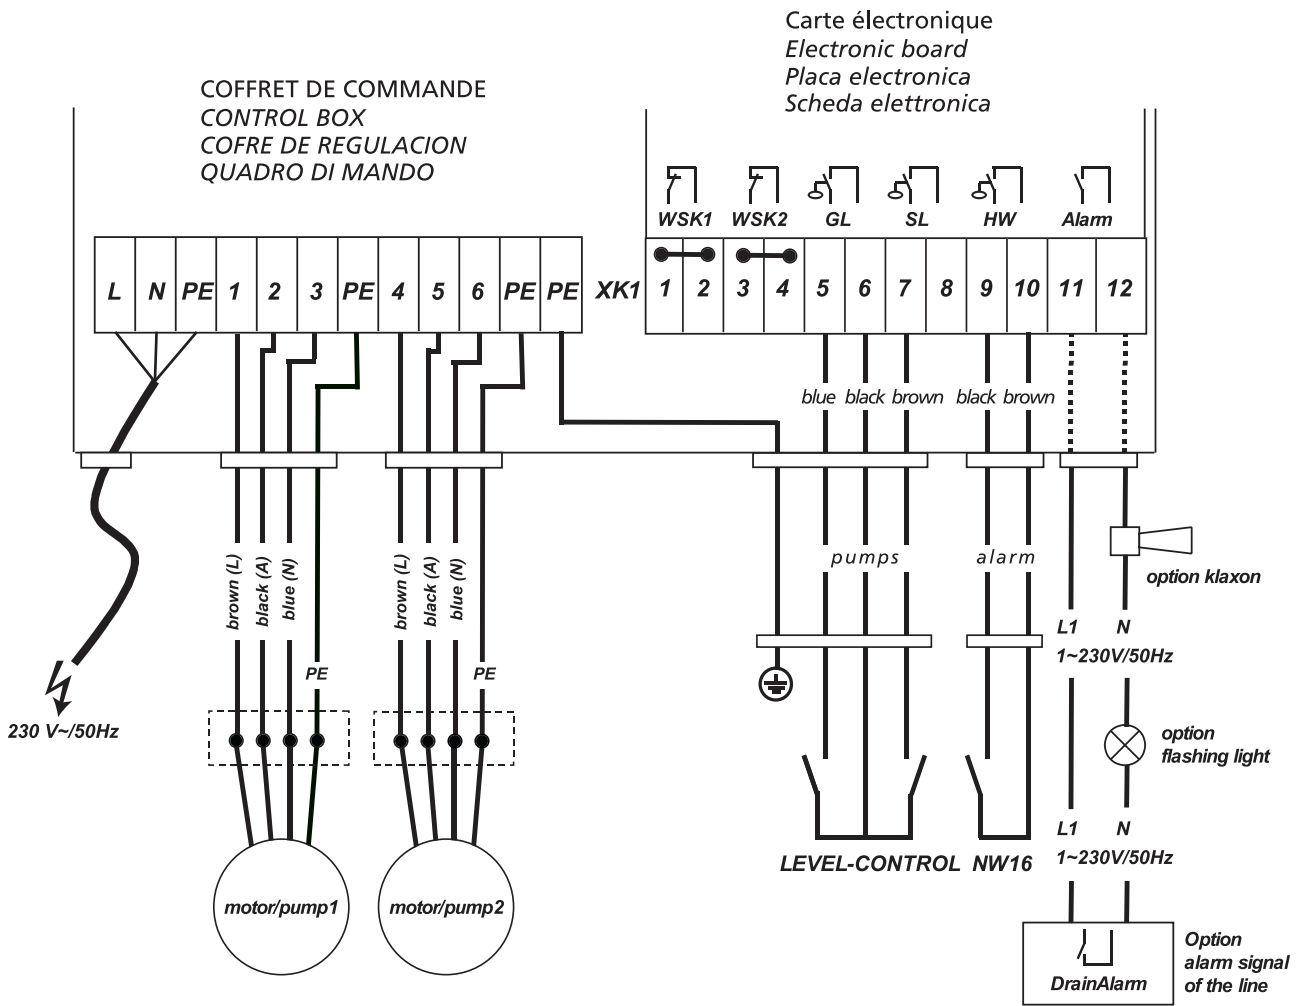 Carte électronique
Electronic board
Placa electronica
Scheda elettronica
COFFRET DE COMMANDE
CONTROL BOX
COFRE DE REGULACION
QUADRO DI MANDO
WSK1 WSK2 GL SL HW Alarm
L N PE 1 2 3 PE 4 5 6 PE PE XK1 1 2 3 4 5 6 7 8 9 10 11 12
blue black brown black brown
brown (L) black (A) blue (N) brown (L) black (A) blue (N)
pumps alarm
option klaxon
L1 N
1~230V/50Hz
PE PE
230 V~/50Hz
option
flashing light
L1 N
1~230V/50Hz
LEVEL-CONTROL NW16
motor/pump1 motor/pump2
Option
alarm signal
of the line
DrainAlarm